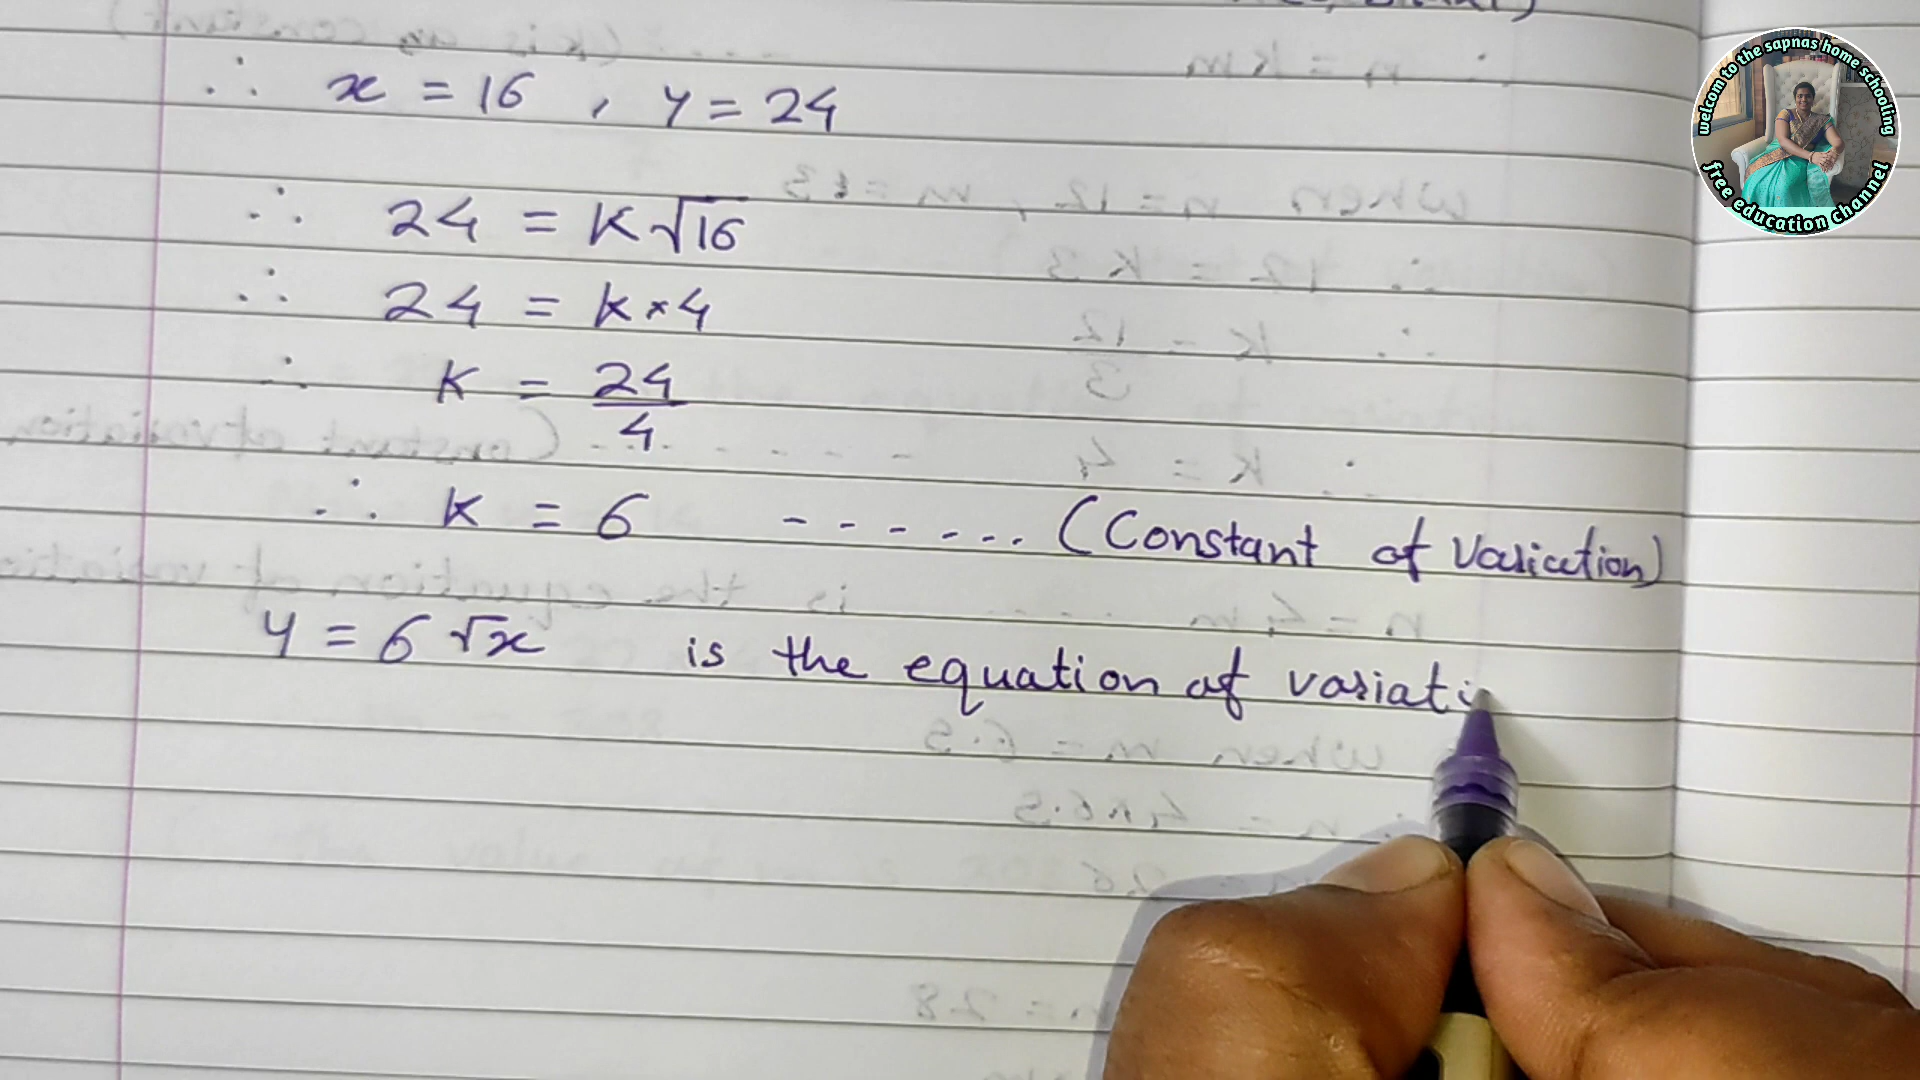 ∴ x = 16 , y = 24
∴ 24 = K√16
∴ 24 = K×4
∴ K = 24/4
∴ K = 6 ------ (Constant of Variation)
y = 6√x is the equation of variati
welcom to the sapnas home schooling
free education channel